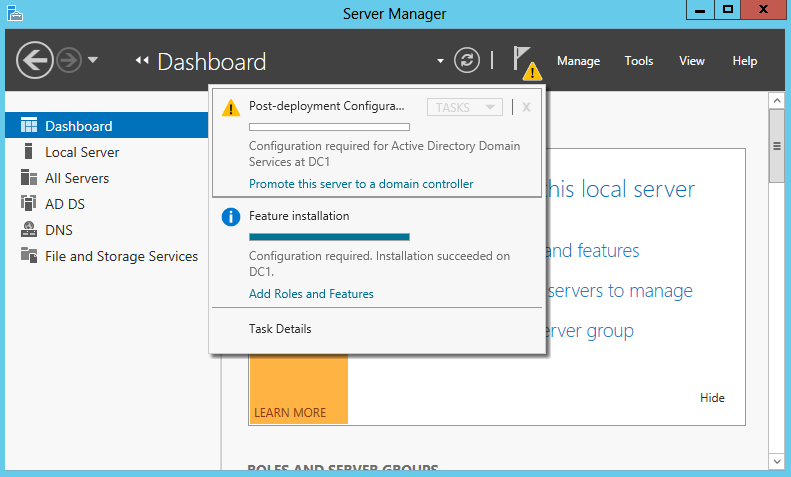 Server Manager
Dashboard
Manage Tools View Help
Dashboard
Local Server
All Servers
AD DS
DNS
File and Storage Services
Post-deployment Configura...
TASKS
X
Configuration required for Active Directory Domain
Services at DC1
Promote this server to a domain controller
Feature installation
Configuration required. Installation succeeded on
DC1.
Add Roles and Features
Task Details
his local server
and features
servers to manage
erver group
LEARN MORE
Hide
ROLES AND SERVER GROUPS